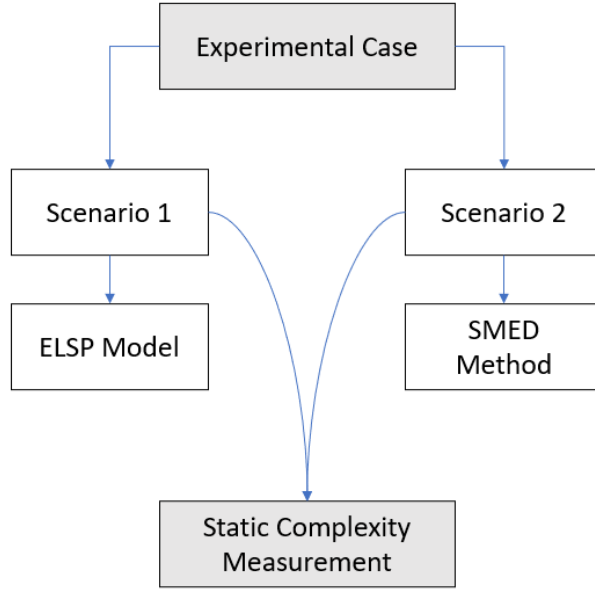 Experimental Case
Scenario 1
Scenario 2
ELSP Model
SMED
Method
Static Complexity
Measurement